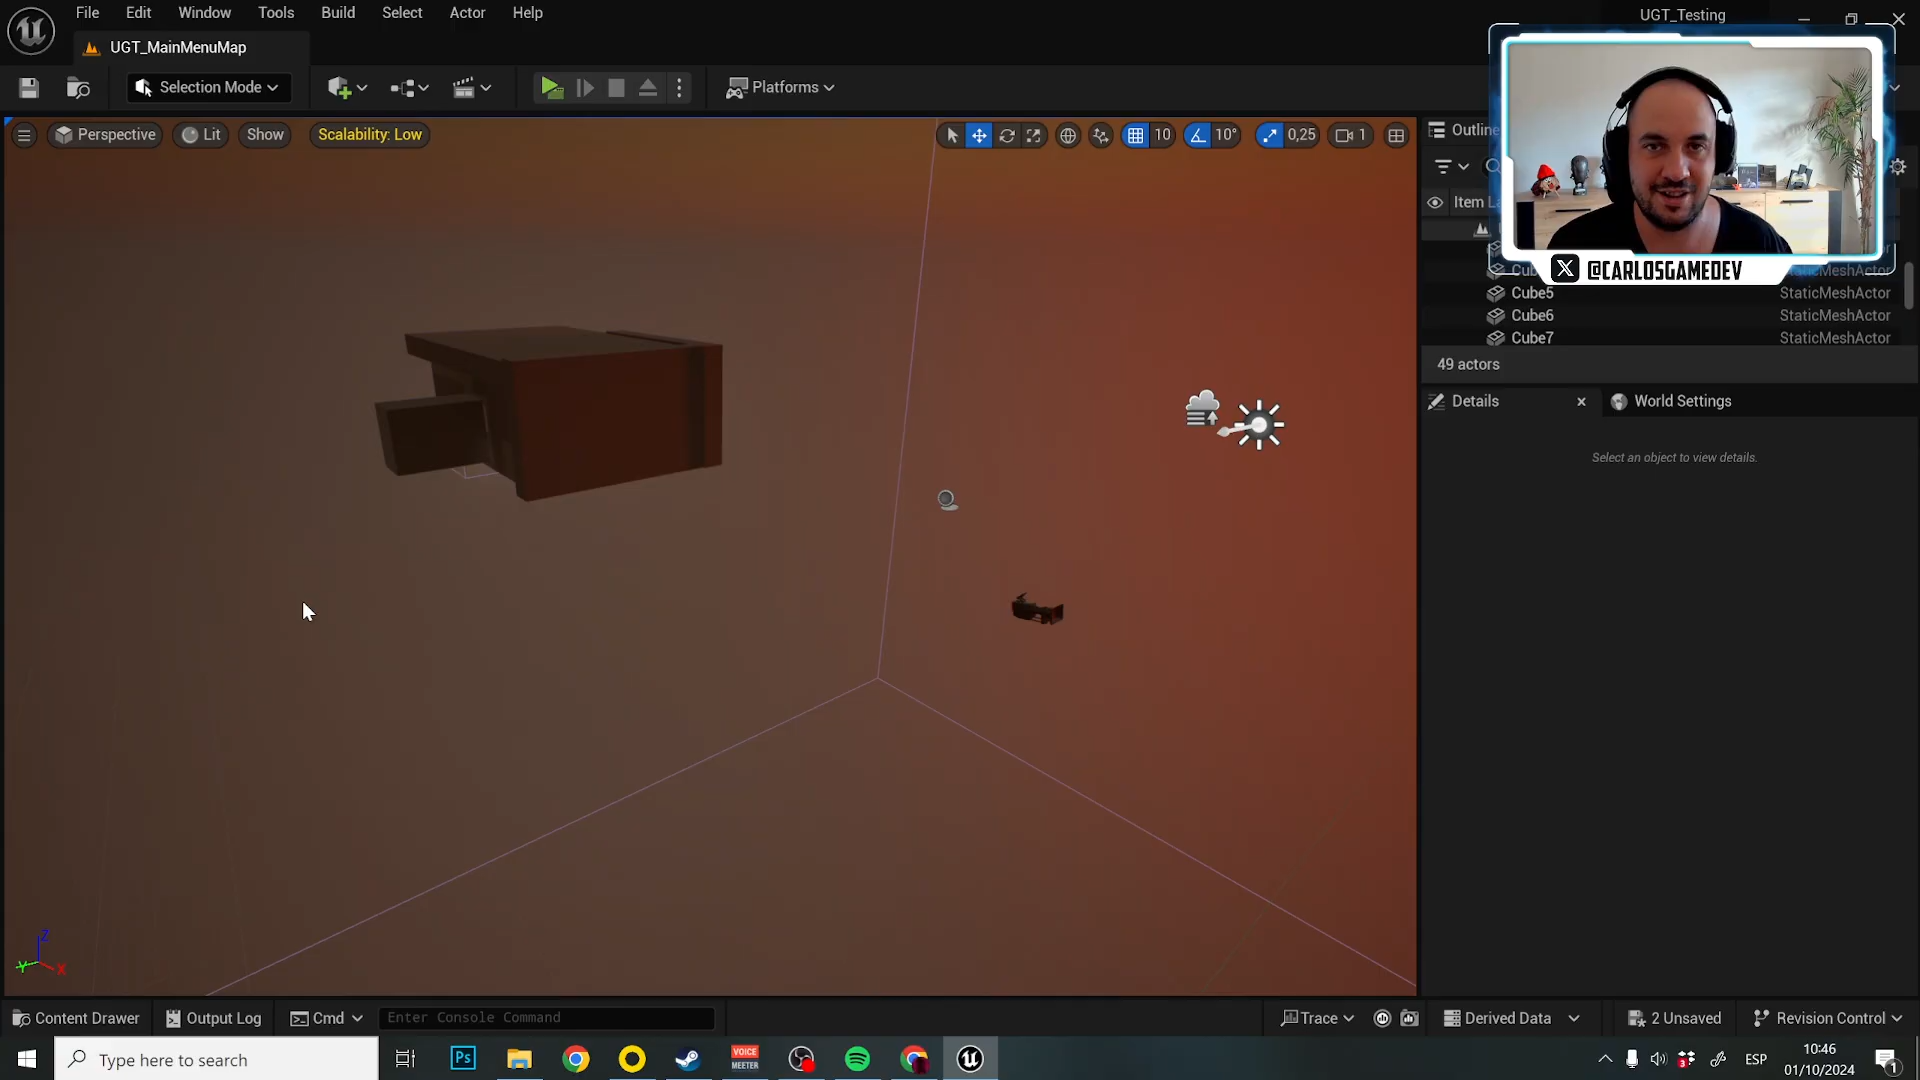 File Edit Window Tools Build Select Actor Help
UGT_Testing
UGT_MainMenuMap
Selection Mode
Platforms
Perspective Lit Show Scalability: Low
10 10° 0,25 1
@CARLOSGAMEDEV
Cube5 StaticMeshActor
Cube6 StaticMeshActor
Cube7 StaticMeshActor
49 actors
Details World Settings
Select an object to view details.
Z
Y X
Content Drawer Output Log Cmd Enter Console Command Trace Derived Data 2 Unsaved Revision Control
Type here to search
Ps
VOICE
MEETER
3
ESP
10:46
01/10/2024
1